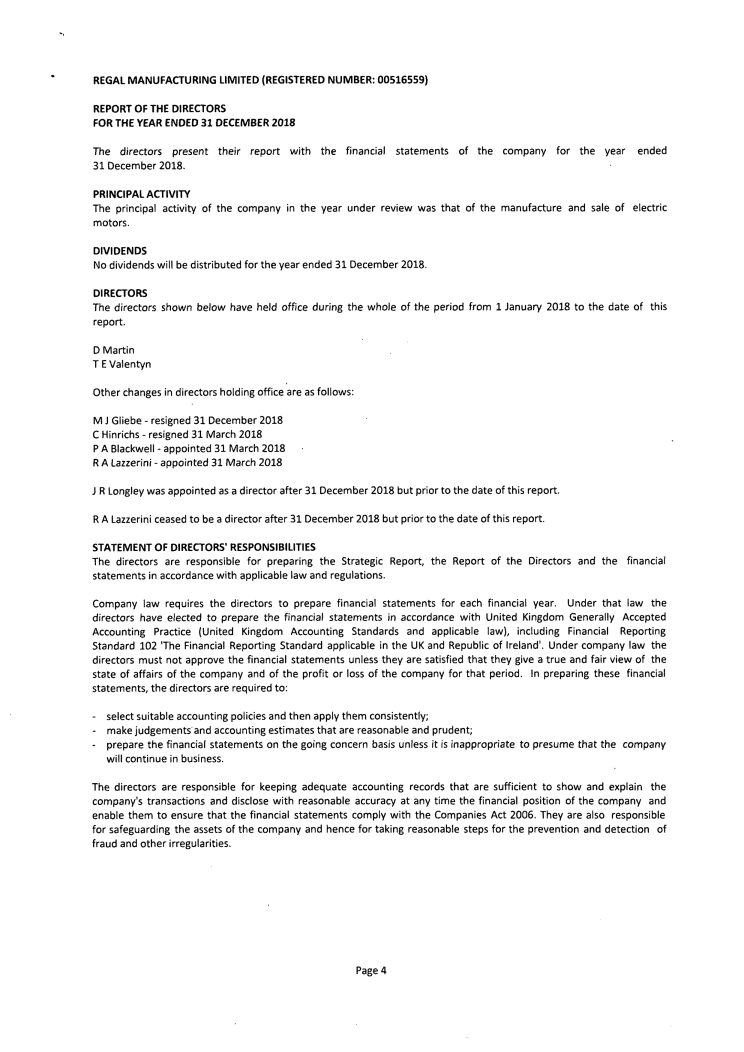 REGAL MANUFACTURING LIMITED (REGISTERED NUMBER: 00516559)
REPORT OF THE DIRECTORS
FOR THE YEAR ENDED 31 DECEMBER 2018
The directors present their report with the financial statements of the company for the year ended
31 December 2018.
PRINCIPAL ACTIVITY
The principal activity of the company in the year under review was that of the manufacture and sale of electric
motors.
DIVIDENDS
No dividends will be distributed for the year ended 31 December 2018.
DIRECTORS
The directors shown below have held office during the whole of the period from 1 January 2018 to the date of this
report.
D Martin
T E Valentyn
Other changes in directors holding office are as follows:
M J Gliebe - resigned 31 December 2018
C Hinrichs - resigned 31 March 2018
P A Blackwell - appointed 31 March 2018
R A Lazzerini - appointed 31 March 2018
J R Longley was appointed as a director after 31 December 2018 but prior to the date of this report.
R A Lazzerini ceased to be a director after 31 December 2018 but prior to the date of this report.
STATEMENT OF DIRECTORS' RESPONSIBILITIES
The directors are responsible for preparing the Strategic Report, the Report of the Directors and the financial
statements in accordance with applicable law and regulations.
Company law requires the directors to prepare financial statements for each financial year. Under that law the
directors have elected to prepare the financial statements in accordance with United Kingdom Generally Accepted
Accounting Practice (United Kingdom Accounting Standards and applicable law), including Financial Reporting
Standard 102 'The Financial Reporting Standard applicable in the UK and Republic of Ireland'. Under company law the
directors must not approve the financial statements unless they are satisfied that they give a true and fair view of the
state of affairs of the company and of the profit or loss of the company for that period. In preparing these financial
statements, the directors are required to:
- select suitable accounting policies and then apply them consistently;
- make judgements and accounting estimates that are reasonable and prudent;
- prepare the financial statements on the going concern basis unless it is inappropriate to presume that the company
will continue in business.
The directors are responsible for keeping adequate accounting records that are sufficient to show and explain the
company's transactions and disclose with reasonable accuracy at any time the financial position of the company and
enable them to ensure that the financial statements comply with the Companies Act 2006. They are also responsible
for safeguarding the assets of the company and hence for taking reasonable steps for the prevention and detection of
fraud and other irregularities.
Page 4